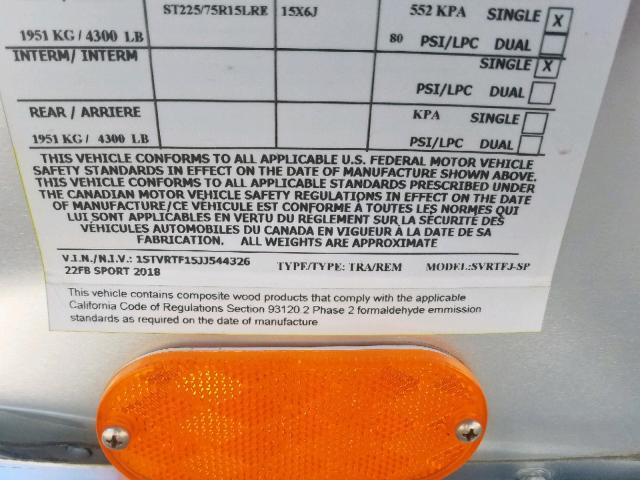 ST225/75R15LRE 15X6J 552 KPA SINGLE X
1951 KG / 4300 LB 80 PSI/LPC DUAL
INTERM/ INTERM SINGLE X
PSI/LPC DUAL
REAR / ARRIERE KPA SINGLE
1951 KG / 4300 LB PSI/LPC DUAL
THIS VEHICLE CONFORMS TO ALL APPLICABLE U.S. FEDERAL MOTOR VEHICLE
SAFETY STANDARDS IN EFFECT ON THE DATE OF MANUFACTURE SHOWN ABOVE.
THIS VEHICLE CONFORMS TO ALL APPLICABLE STANDARDS PRESCRIBED UNDER
THE CANADIAN MOTOR VEHICLE SAFETY REGULATIONS IN EFFECT ON THE DATE
OF MANUFACTURE/CE VÉHICULE EST CONFORME À TOUTES LES NORMES QUI
LUI SONT APPLICABLES EN VERTU DU REGLEMENT SUR LA SÉCURITÉ DES
VÉHICULES AUTOMOBILES DU CANADA EN VIGUEUR À LA DATE DE SA
FABRICATION. ALL WEIGHTS ARE APPROXIMATE
V.I.N./N.I.V.: 1STVRTF15JJ544326 TYPE/TYPE: TRA/REM MODEL:SVRTFJ-SP
22FB SPORT 2018
This vehicle contains composite wood products that comply with the applicable
California Code of Regulations Section 93120 2 Phase 2 formaldehyde emmission
standards as required on the date of manufacture